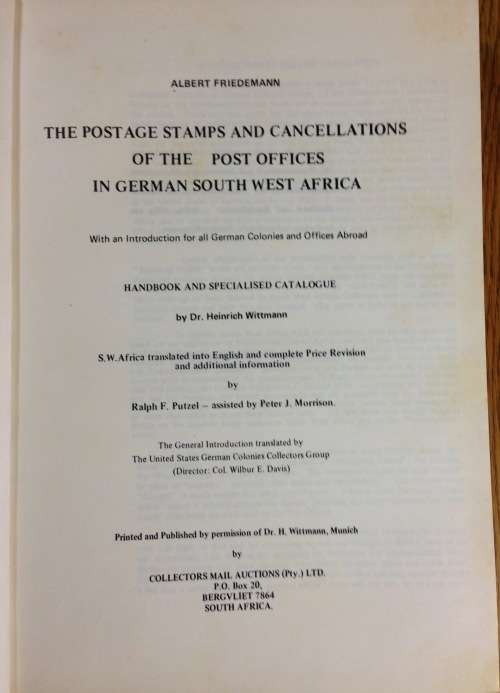 ALBERT FRIEDEMANN
THE POSTAGE STAMPS AND CANCELLATIONS
OF THE POST OFFICES
IN GERMAN SOUTH WEST AFRICA
With an Introduction for all German Colonies and Offices Abroad
HANDBOOK AND SPECIALISED CATALOGUE
by Dr. Heinrich Wittmann
S.W.Africa translated into English and complete Price Revision
and additional information
by
Ralph F. Putzel – assisted by Peter J. Morrison.
The General Introduction translated by
The United States German Colonies Collectors Group
(Director: Col. Wilbur E. Davis)
Printed and Published by permission of Dr. H. Wittmann, Munich
by
COLLECTORS MAIL AUCTIONS (Pty.) LTD.
P.O. Box 20,
BERGVLIET 7864
SOUTH AFRICA.